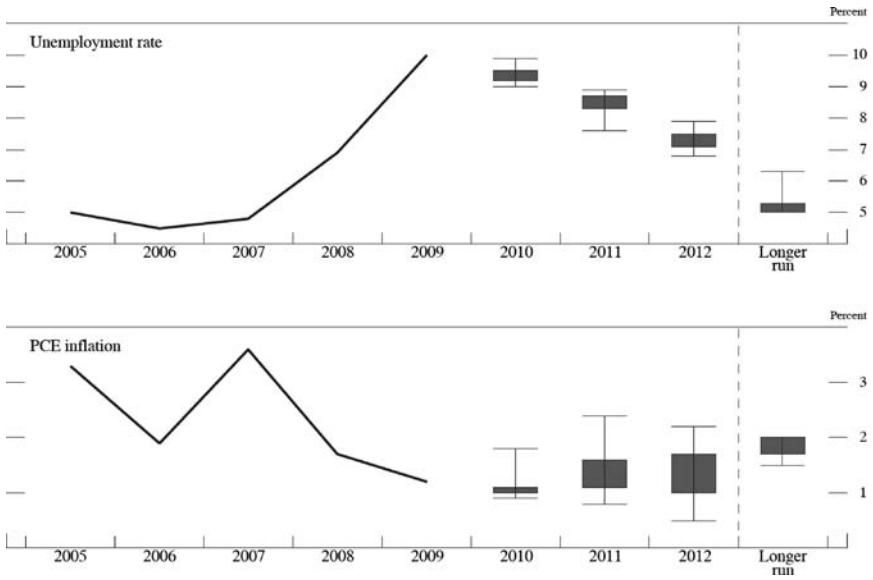 Percent
Unemployment rate
10
9
8
7
6
5
2005 2006 2007 2008 2009 2010 2011 2012 Longer
run
Percent
PCE inflation
3
2
1
2005 2006 2007 2008 2009 2010 2011 2012 Longer
run